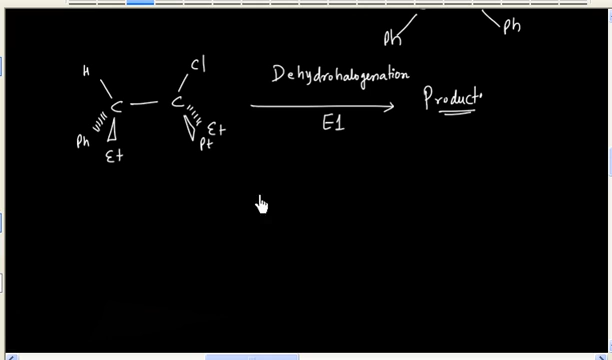 Ph Ph
H Cl
C — C
Ph Et Et
Pt
Dehydrohalogenation
E1
Product